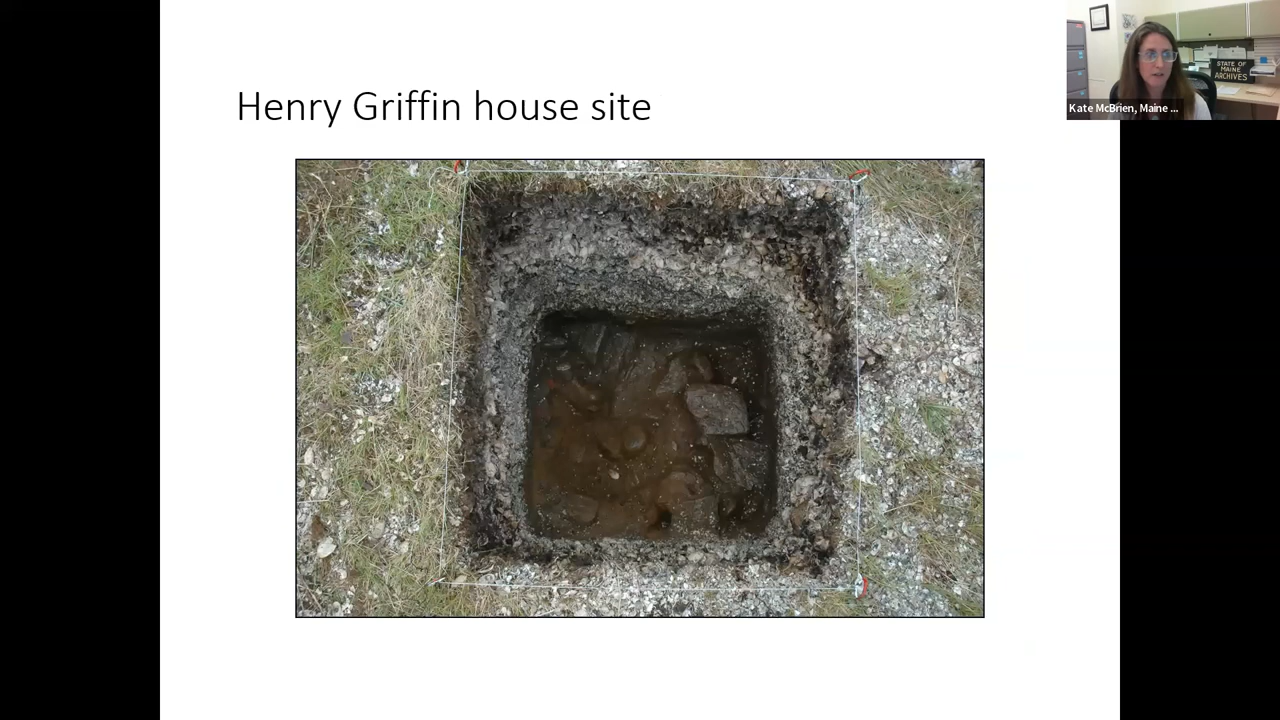 Henry Griffin house site
STATE OF
MAINE
ARCHIVES
Kate McBrien, Maine ...